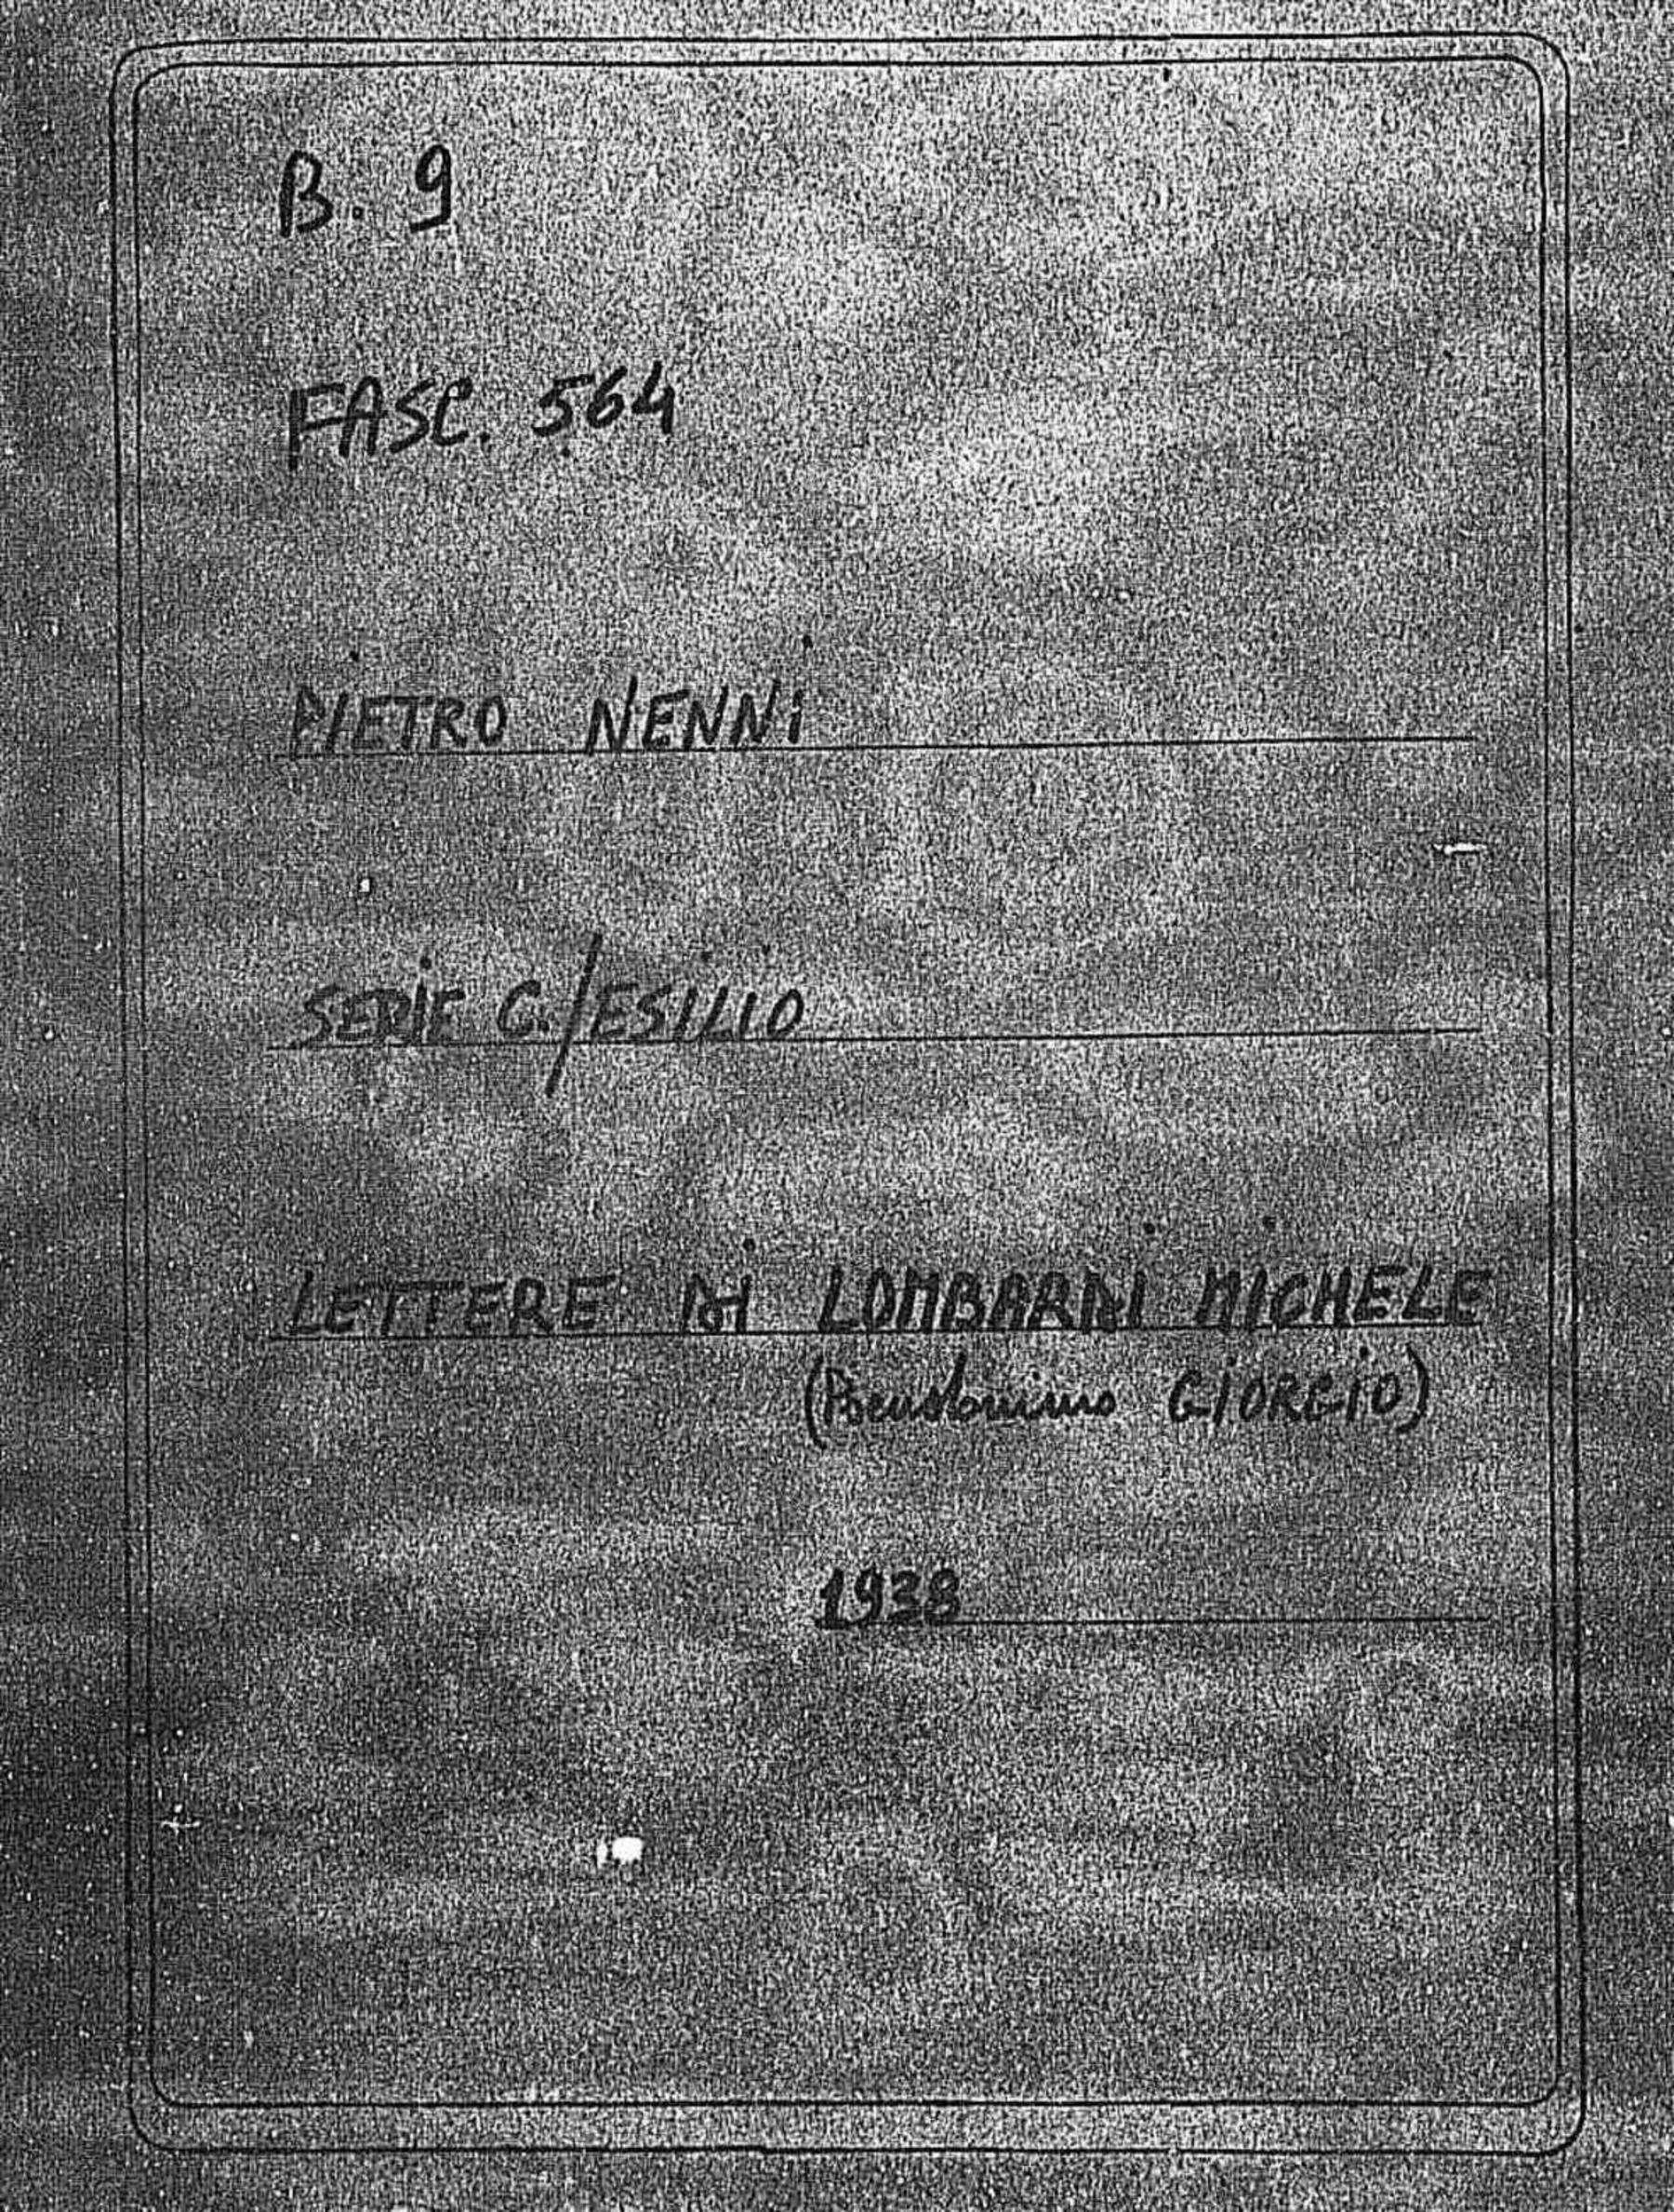 B. 9
FASC. 564
PIETRO NENNI
SERIE C./ESILIO
LETTERE DI LOMBARDI MICHELE
(Pseudonimo GIORGIO)
1938